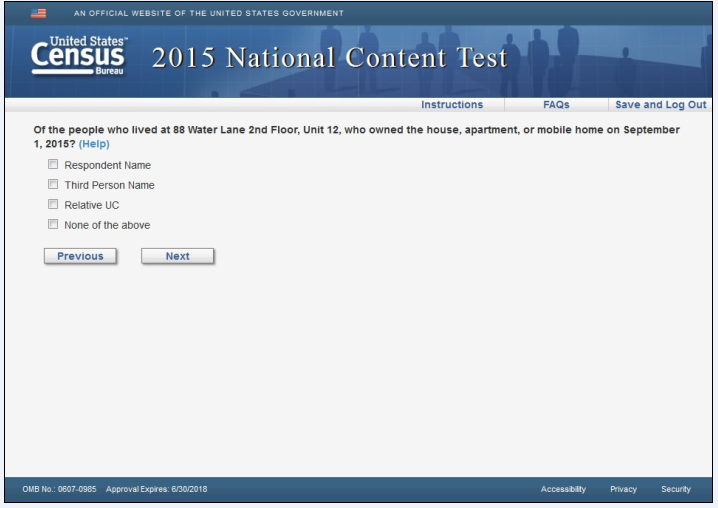 AN OFFICIAL WEBSITE OF THE UNITED STATES GOVERNMENT
United States™
Census
Bureau
2015 National Content Test
Instructions FAQs Save and Log Out
Of the people who lived at 88 Water Lane 2nd Floor, Unit 12, who owned the house, apartment, or mobile home on September
1, 2015? (Help)
Respondent Name
Third Person Name
Relative UC
None of the above
Previous Next
OMB No.: 0607-0985 Approval Expires: 6/30/2018 Accessibility Privacy Security